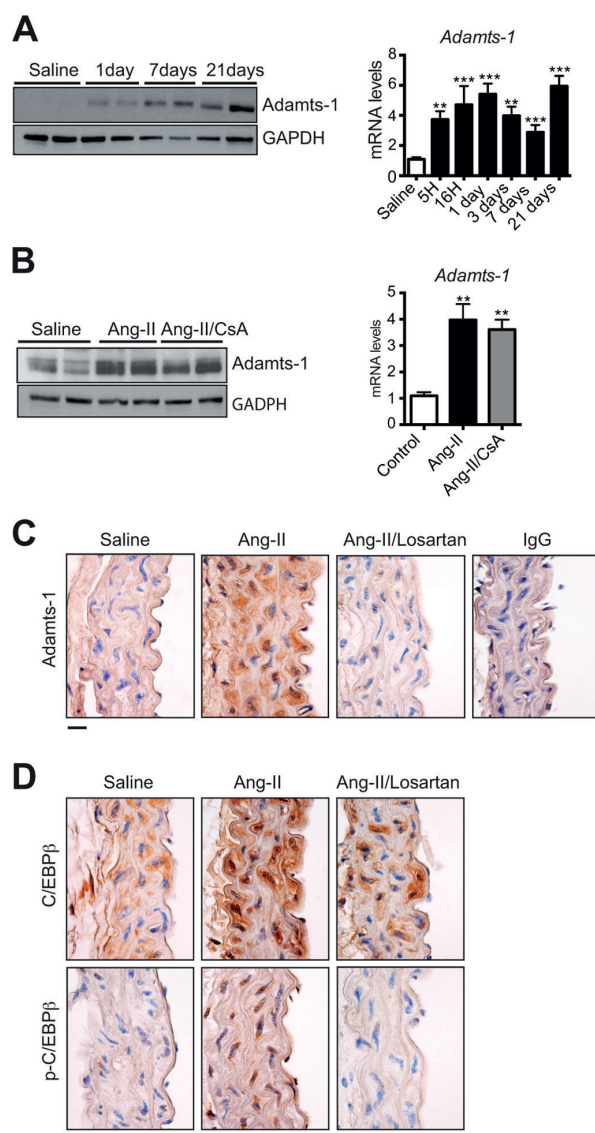 A
Saline 1day 7days 21days
Adamts-1
GAPDH
Adamts-1
mRNA levels
8
6
4
2
0
** *** *** ** *** ***
Saline 5H 16H 1 day 3 days 7 days 21 days
B
Saline Ang-II Ang-II/CsA
Adamts-1
GADPH
Adamts-1
mRNA levels
5
4
3
2
1
0
** **
Control Ang-II Ang-II/CsA
C
Saline Ang-II Ang-II/Losartan IgG
Adamts-1
D
Saline Ang-II Ang-II/Losartan
C/EBPβ
p-C/EBPβ